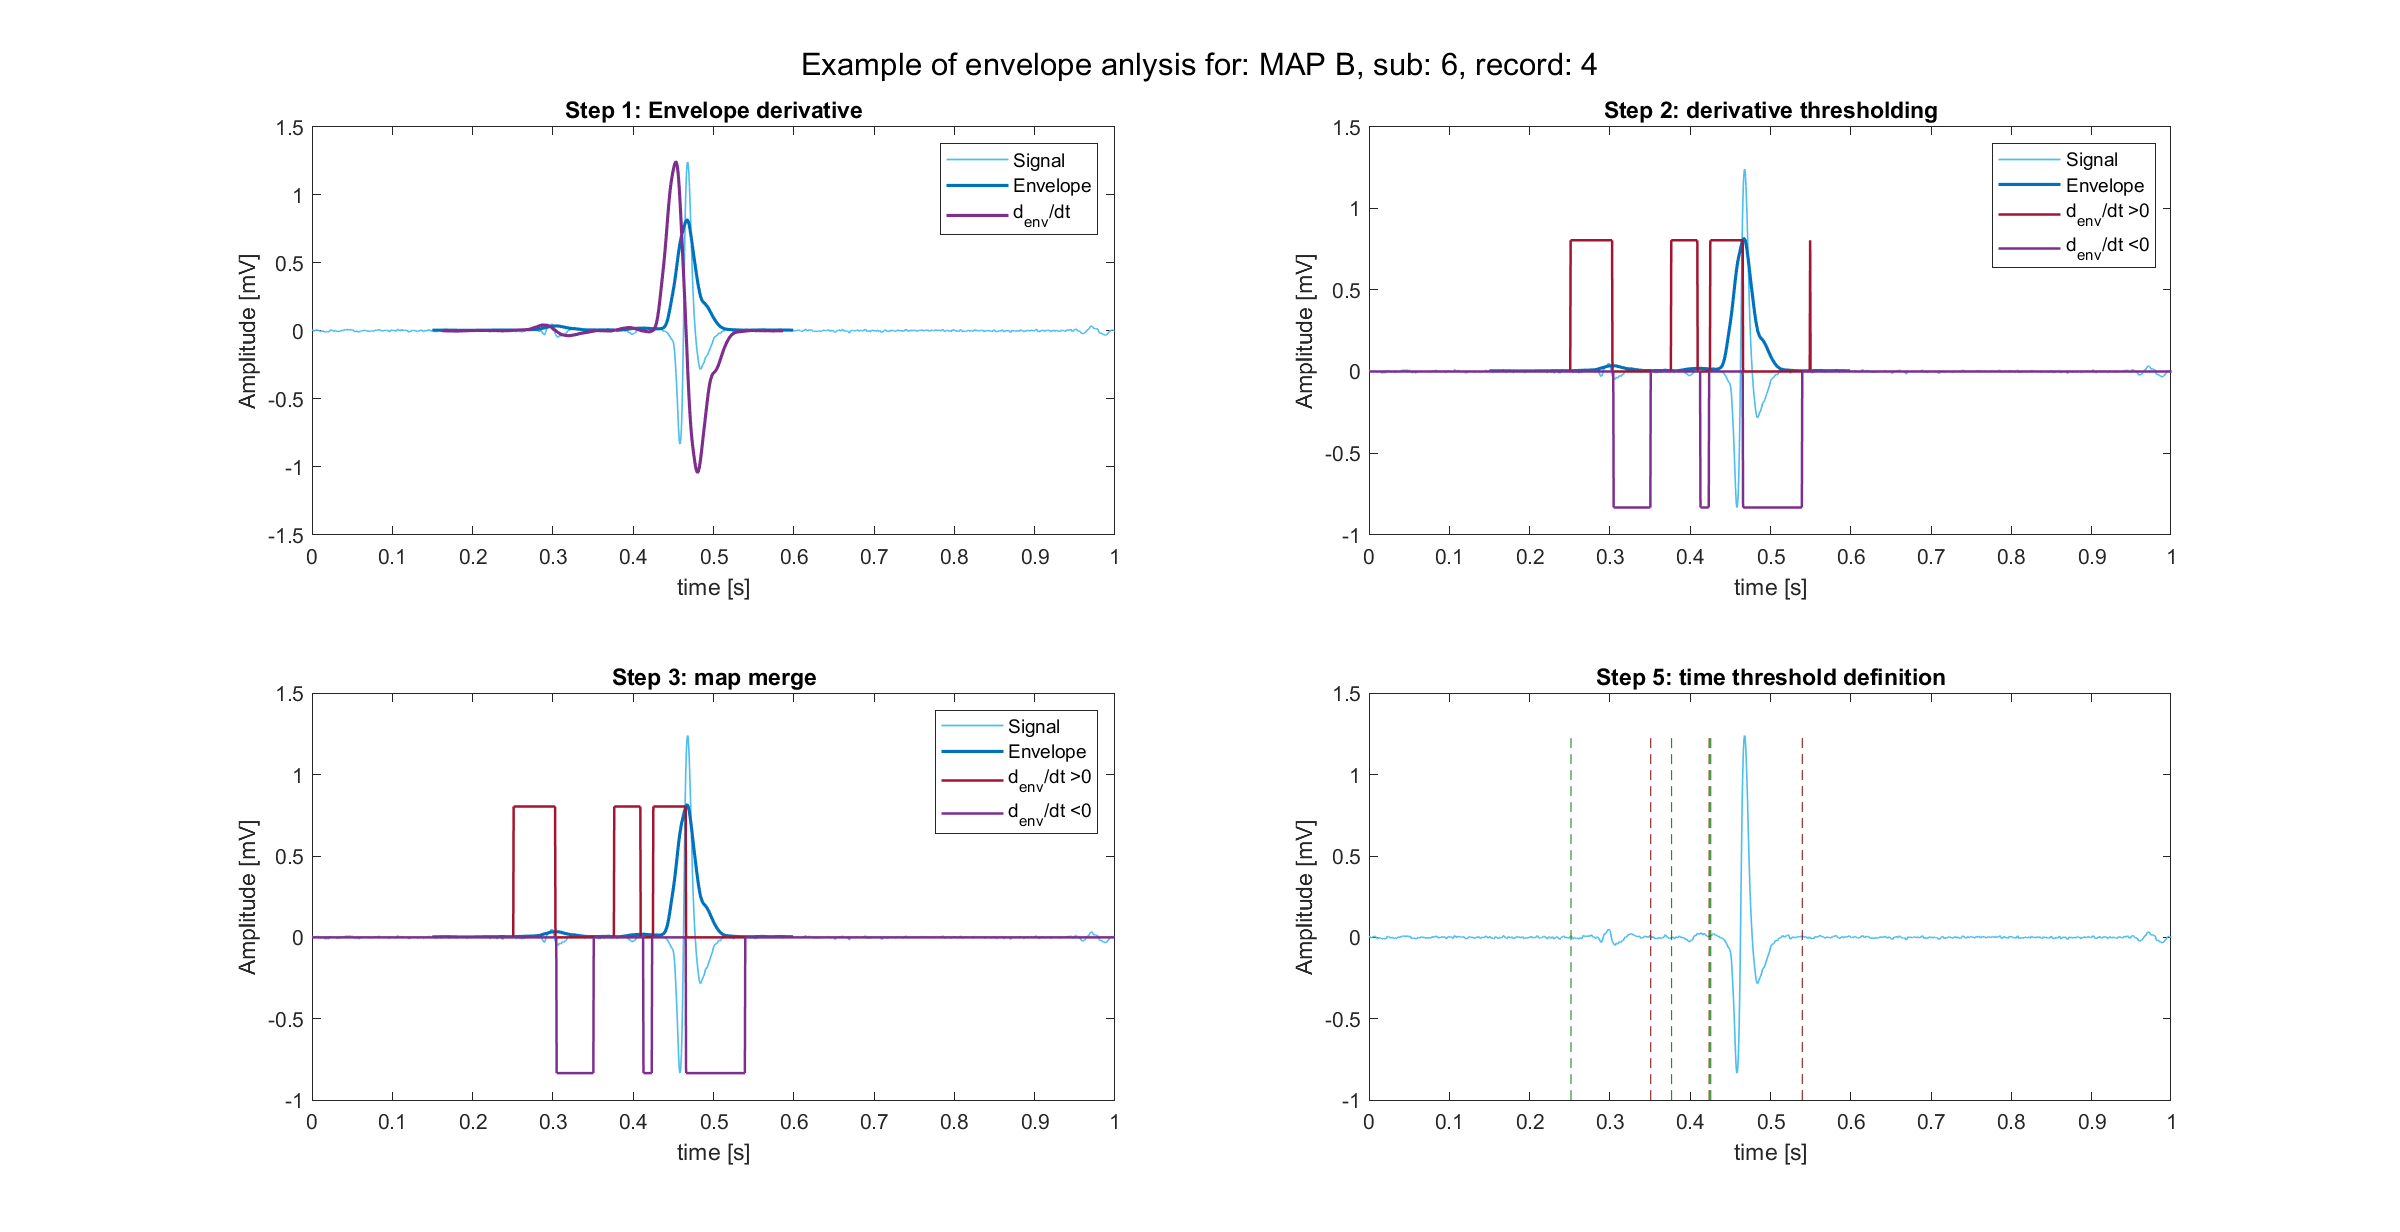 Example of envelope anlysis for: MAP B, sub: 6, record: 4
Step 1: Envelope derivative
1.5
1
0.5
0
-0.5
-1
-1.5
Amplitude [mV]
0 0.1 0.2 0.3 0.4 0.5 0.6 0.7 0.8 0.9 1
time [s]
Signal
Envelope
d_env/dt
Step 2: derivative thresholding
1.5
1
0.5
0
-0.5
-1
Amplitude [mV]
0 0.1 0.2 0.3 0.4 0.5 0.6 0.7 0.8 0.9 1
time [s]
Signal
Envelope
d_env/dt >0
d_env/dt <0
Step 3: map merge
1.5
1
0.5
0
-0.5
-1
Amplitude [mV]
0 0.1 0.2 0.3 0.4 0.5 0.6 0.7 0.8 0.9 1
time [s]
Signal
Envelope
d_env/dt >0
d_env/dt <0
Step 5: time threshold definition
1.5
1
0.5
0
-0.5
-1
Amplitude [mV]
0 0.1 0.2 0.3 0.4 0.5 0.6 0.7 0.8 0.9 1
time [s]